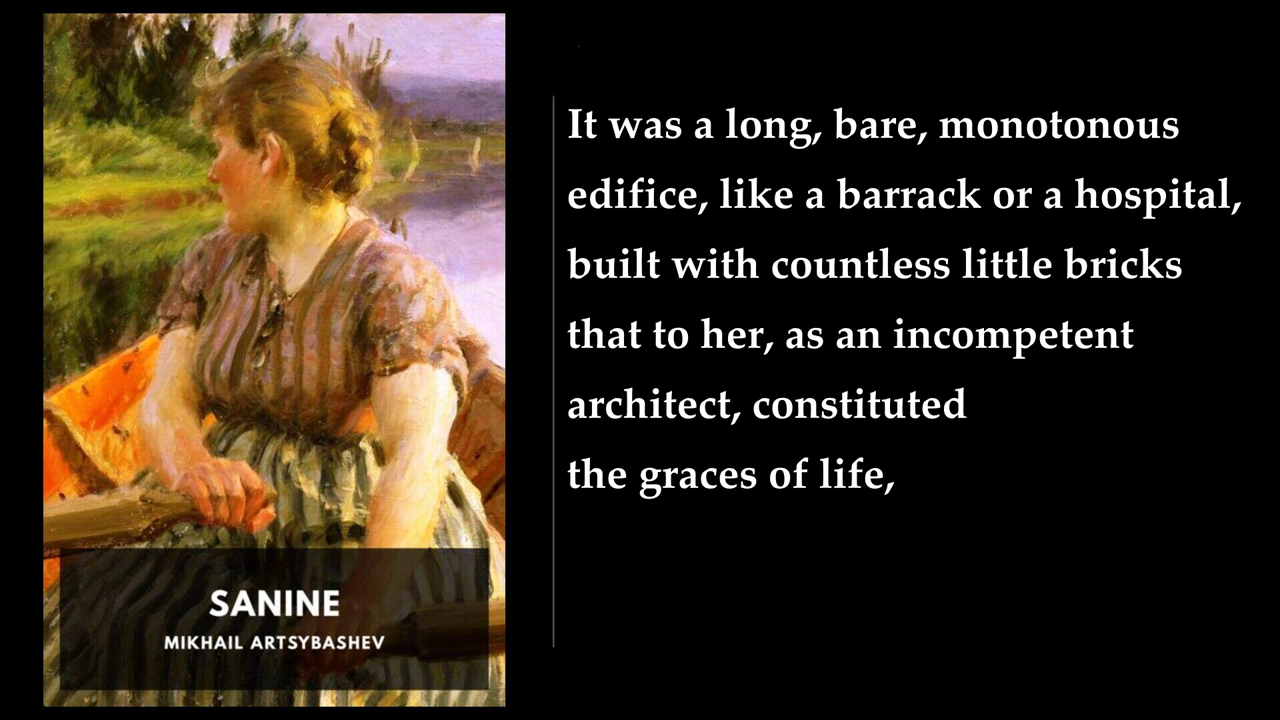 SANINE
MIKHAIL ARTSYBASHEV
It was a long, bare, monotonous
edifice, like a barrack or a hospital,
built with countless little bricks
that to her, as an incompetent
architect, constituted
the graces of life,